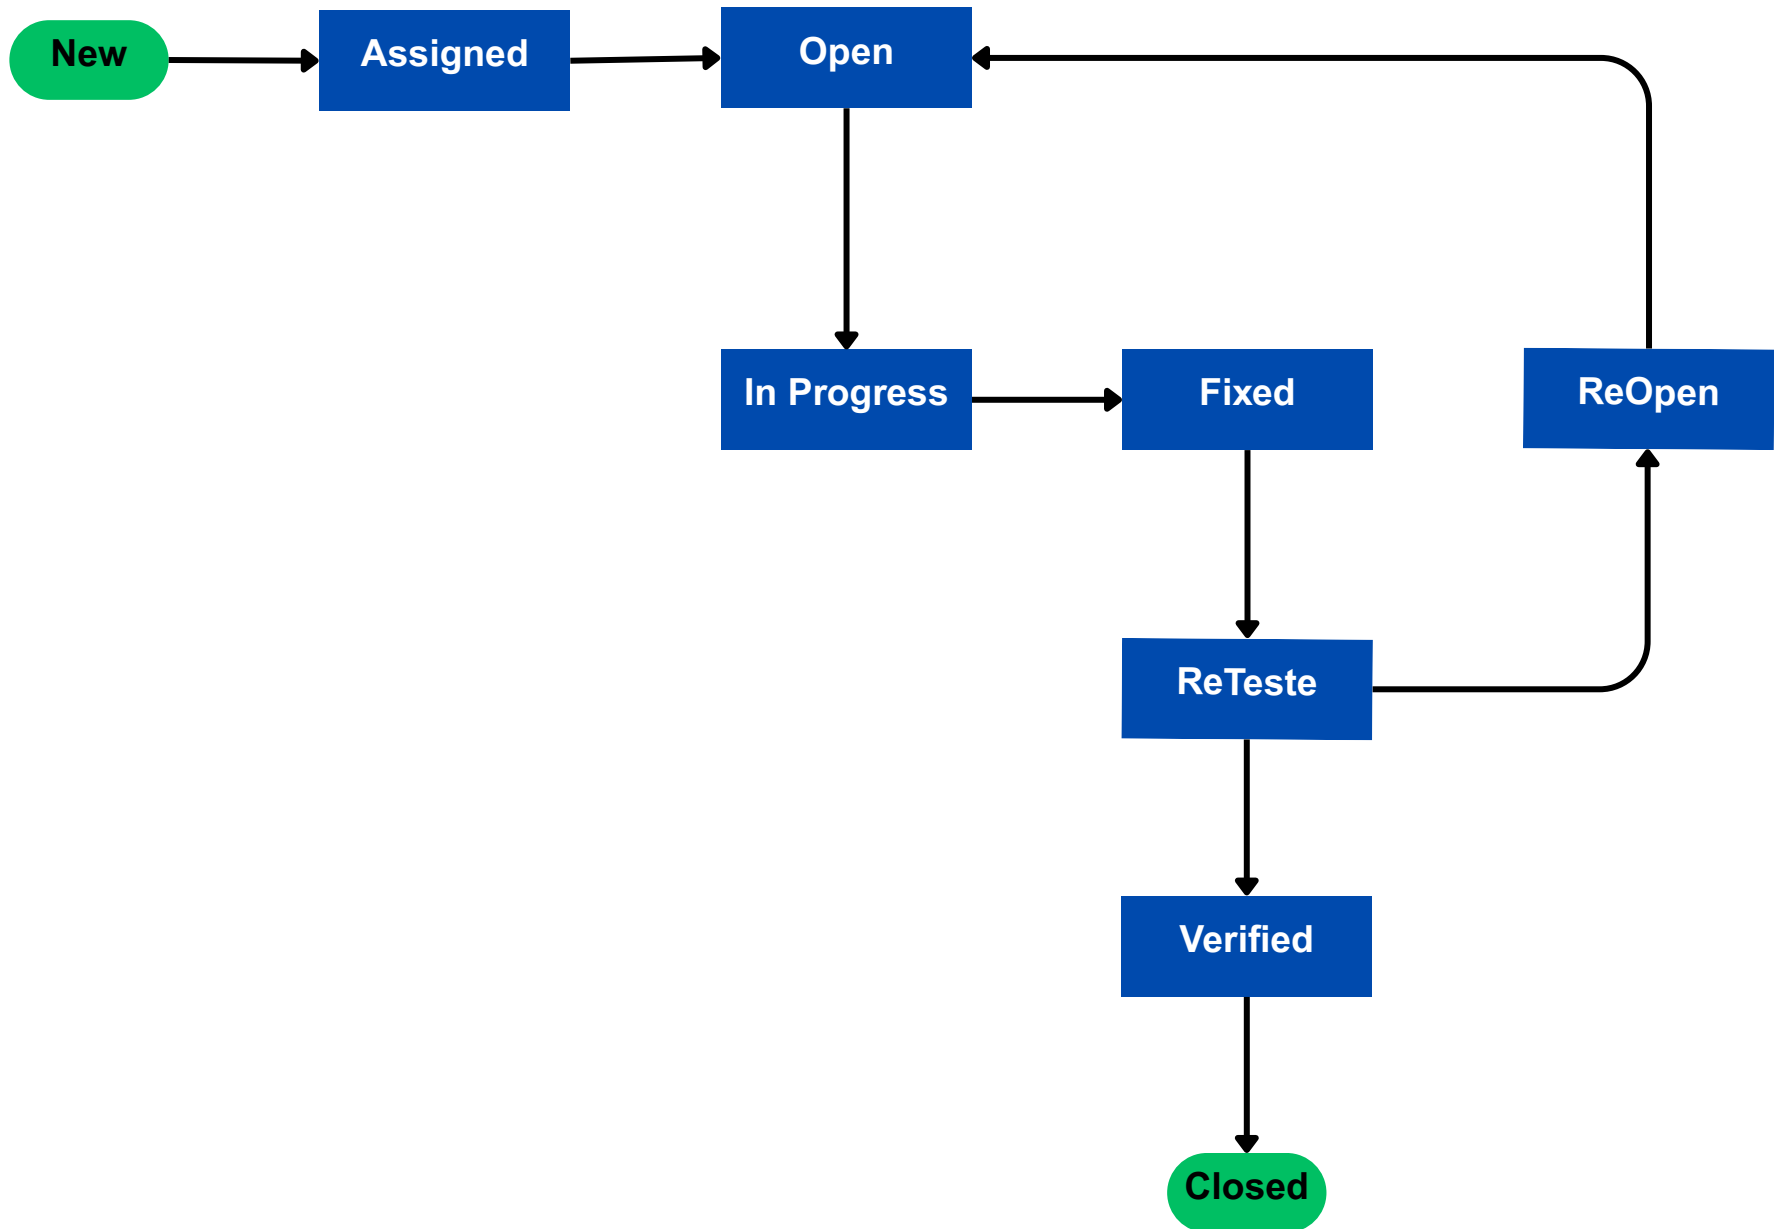 New
Assigned
Open
In Progress
Fixed
ReOpen
ReTeste
Verified
Closed